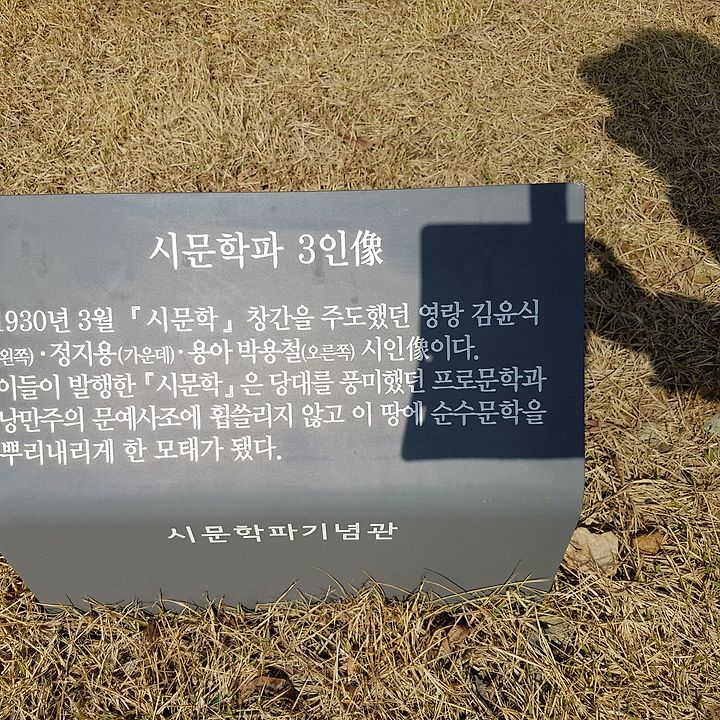 시문학파 3인像
1930년 3월 『시문학』 창간을 주도했던 영랑 김윤식
왼쪽)·정지용(가운데)·용아 박용철(오른쪽) 시인像이다.
이들이 발행한 『시문학』은 당대를 풍미했던 프로문학과
낭만주의 문예사조에 휩쓸리지 않고 이 땅에 순수문학을
뿌리내리게 한 모태가 됐다.
시문학파기념관